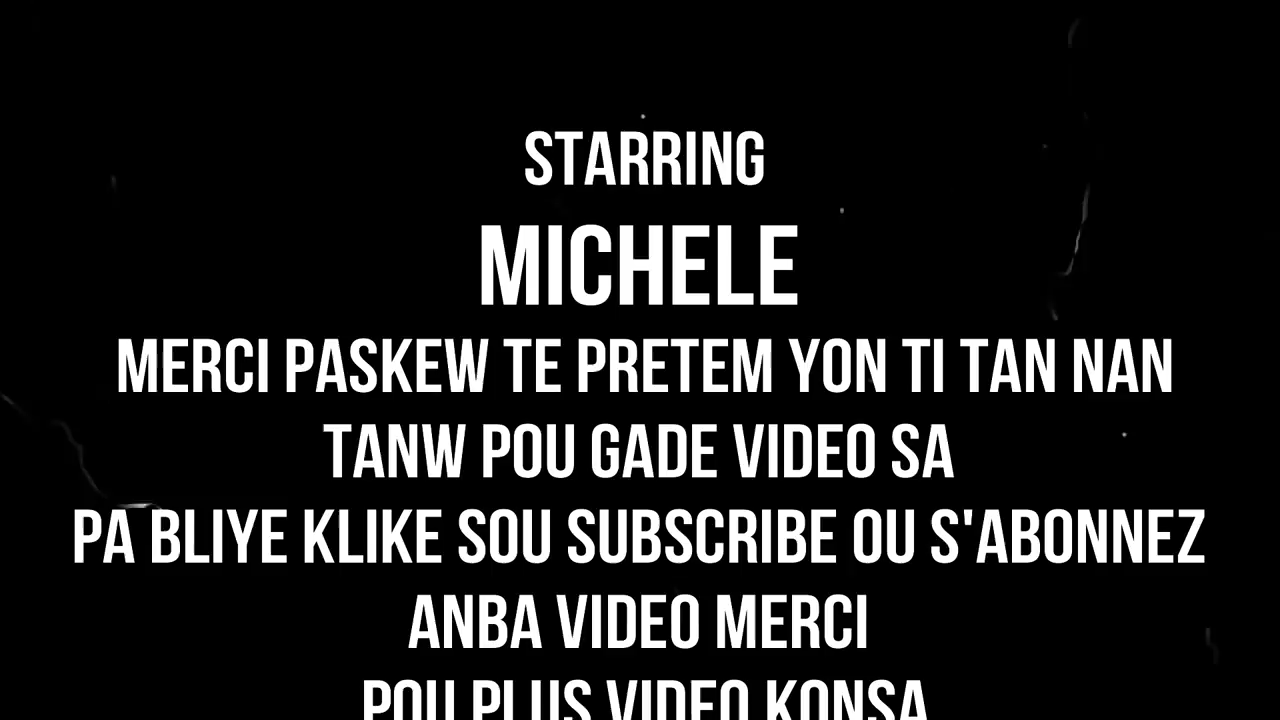 STARRING
MICHELE
MERCI PASKEW TE PRETEM YON TI TAN NAN
TANW POU GADE VIDEO SA
PA BLIYE KLIKE SOU SUBSCRIBE OU S'ABONNEZ
ANBA VIDEO MERCI
POU PLUS VIDEO KONSA